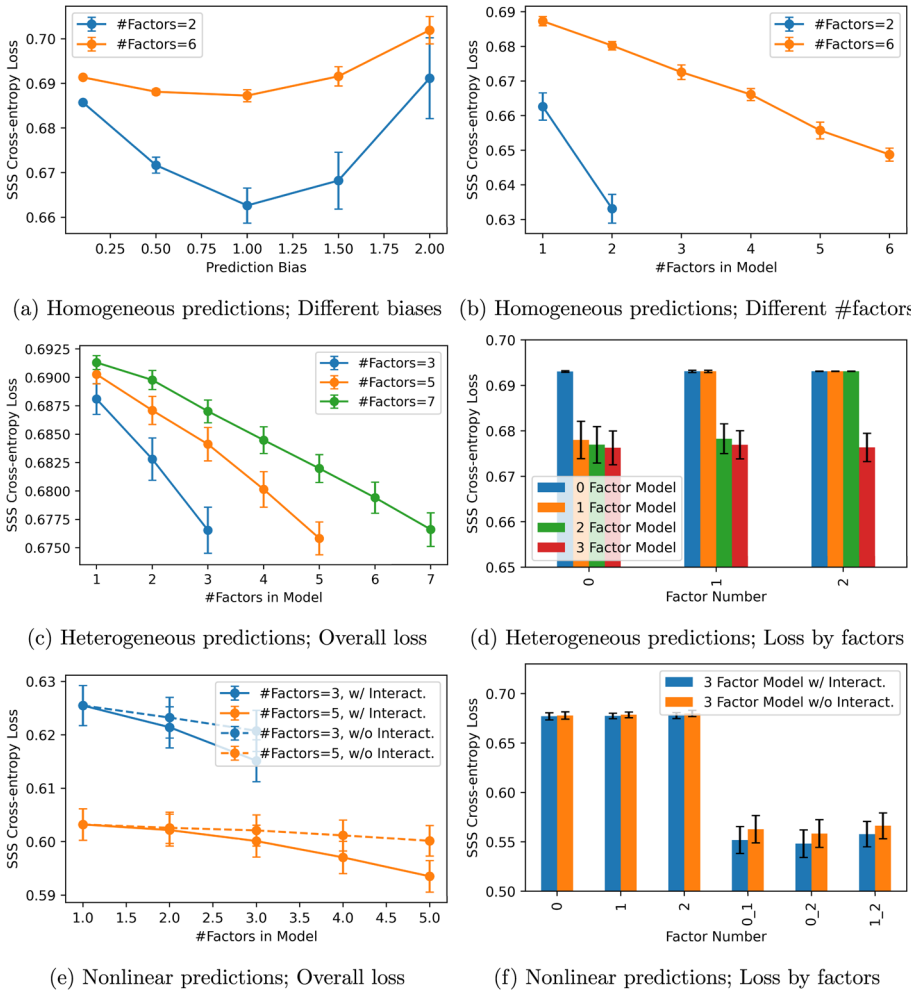 #Factors=2
#Factors=6
0.70
0.69
0.68
0.67
0.66
SSS Cross-entropy Loss
0.25 0.50 0.75 1.00 1.25 1.50 1.75 2.00
Prediction Bias
(a) Homogeneous predictions; Different biases
#Factors=2
#Factors=6
0.69
0.68
0.67
0.66
0.65
0.64
0.63
SSS Cross-entropy Loss
1 2 3 4 5 6
#Factors in Model
(b) Homogeneous predictions; Different #factors
#Factors=3
#Factors=5
#Factors=7
0.6925
0.6900
0.6875
0.6850
0.6825
0.6800
0.6775
0.6750
SSS Cross-entropy Loss
1 2 3 4 5 6 7
#Factors in Model
(c) Heterogeneous predictions; Overall loss
0.70
0.69
0.68
0.67
0.66
0.65
SSS Cross-entropy Loss
0 Factor Model
1 Factor Model
2 Factor Model
3 Factor Model
0 1 2
Factor Number
(d) Heterogeneous predictions; Loss by factors
#Factors=3, w/ Interact.
#Factors=5, w/ Interact.
#Factors=3, w/o Interact.
#Factors=5, w/o Interact.
0.63
0.62
0.61
0.60
0.59
SSS Cross-entropy Loss
1.0 1.5 2.0 2.5 3.0 3.5 4.0 4.5 5.0
#Factors in Model
(e) Nonlinear predictions; Overall loss
3 Factor Model w/ Interact.
3 Factor Model w/o Interact.
0.70
0.65
0.60
0.55
0.50
SSS Cross-entropy Loss
0 1 2 0_1 0_2 1_2
Factor Number
(f) Nonlinear predictions; Loss by factors